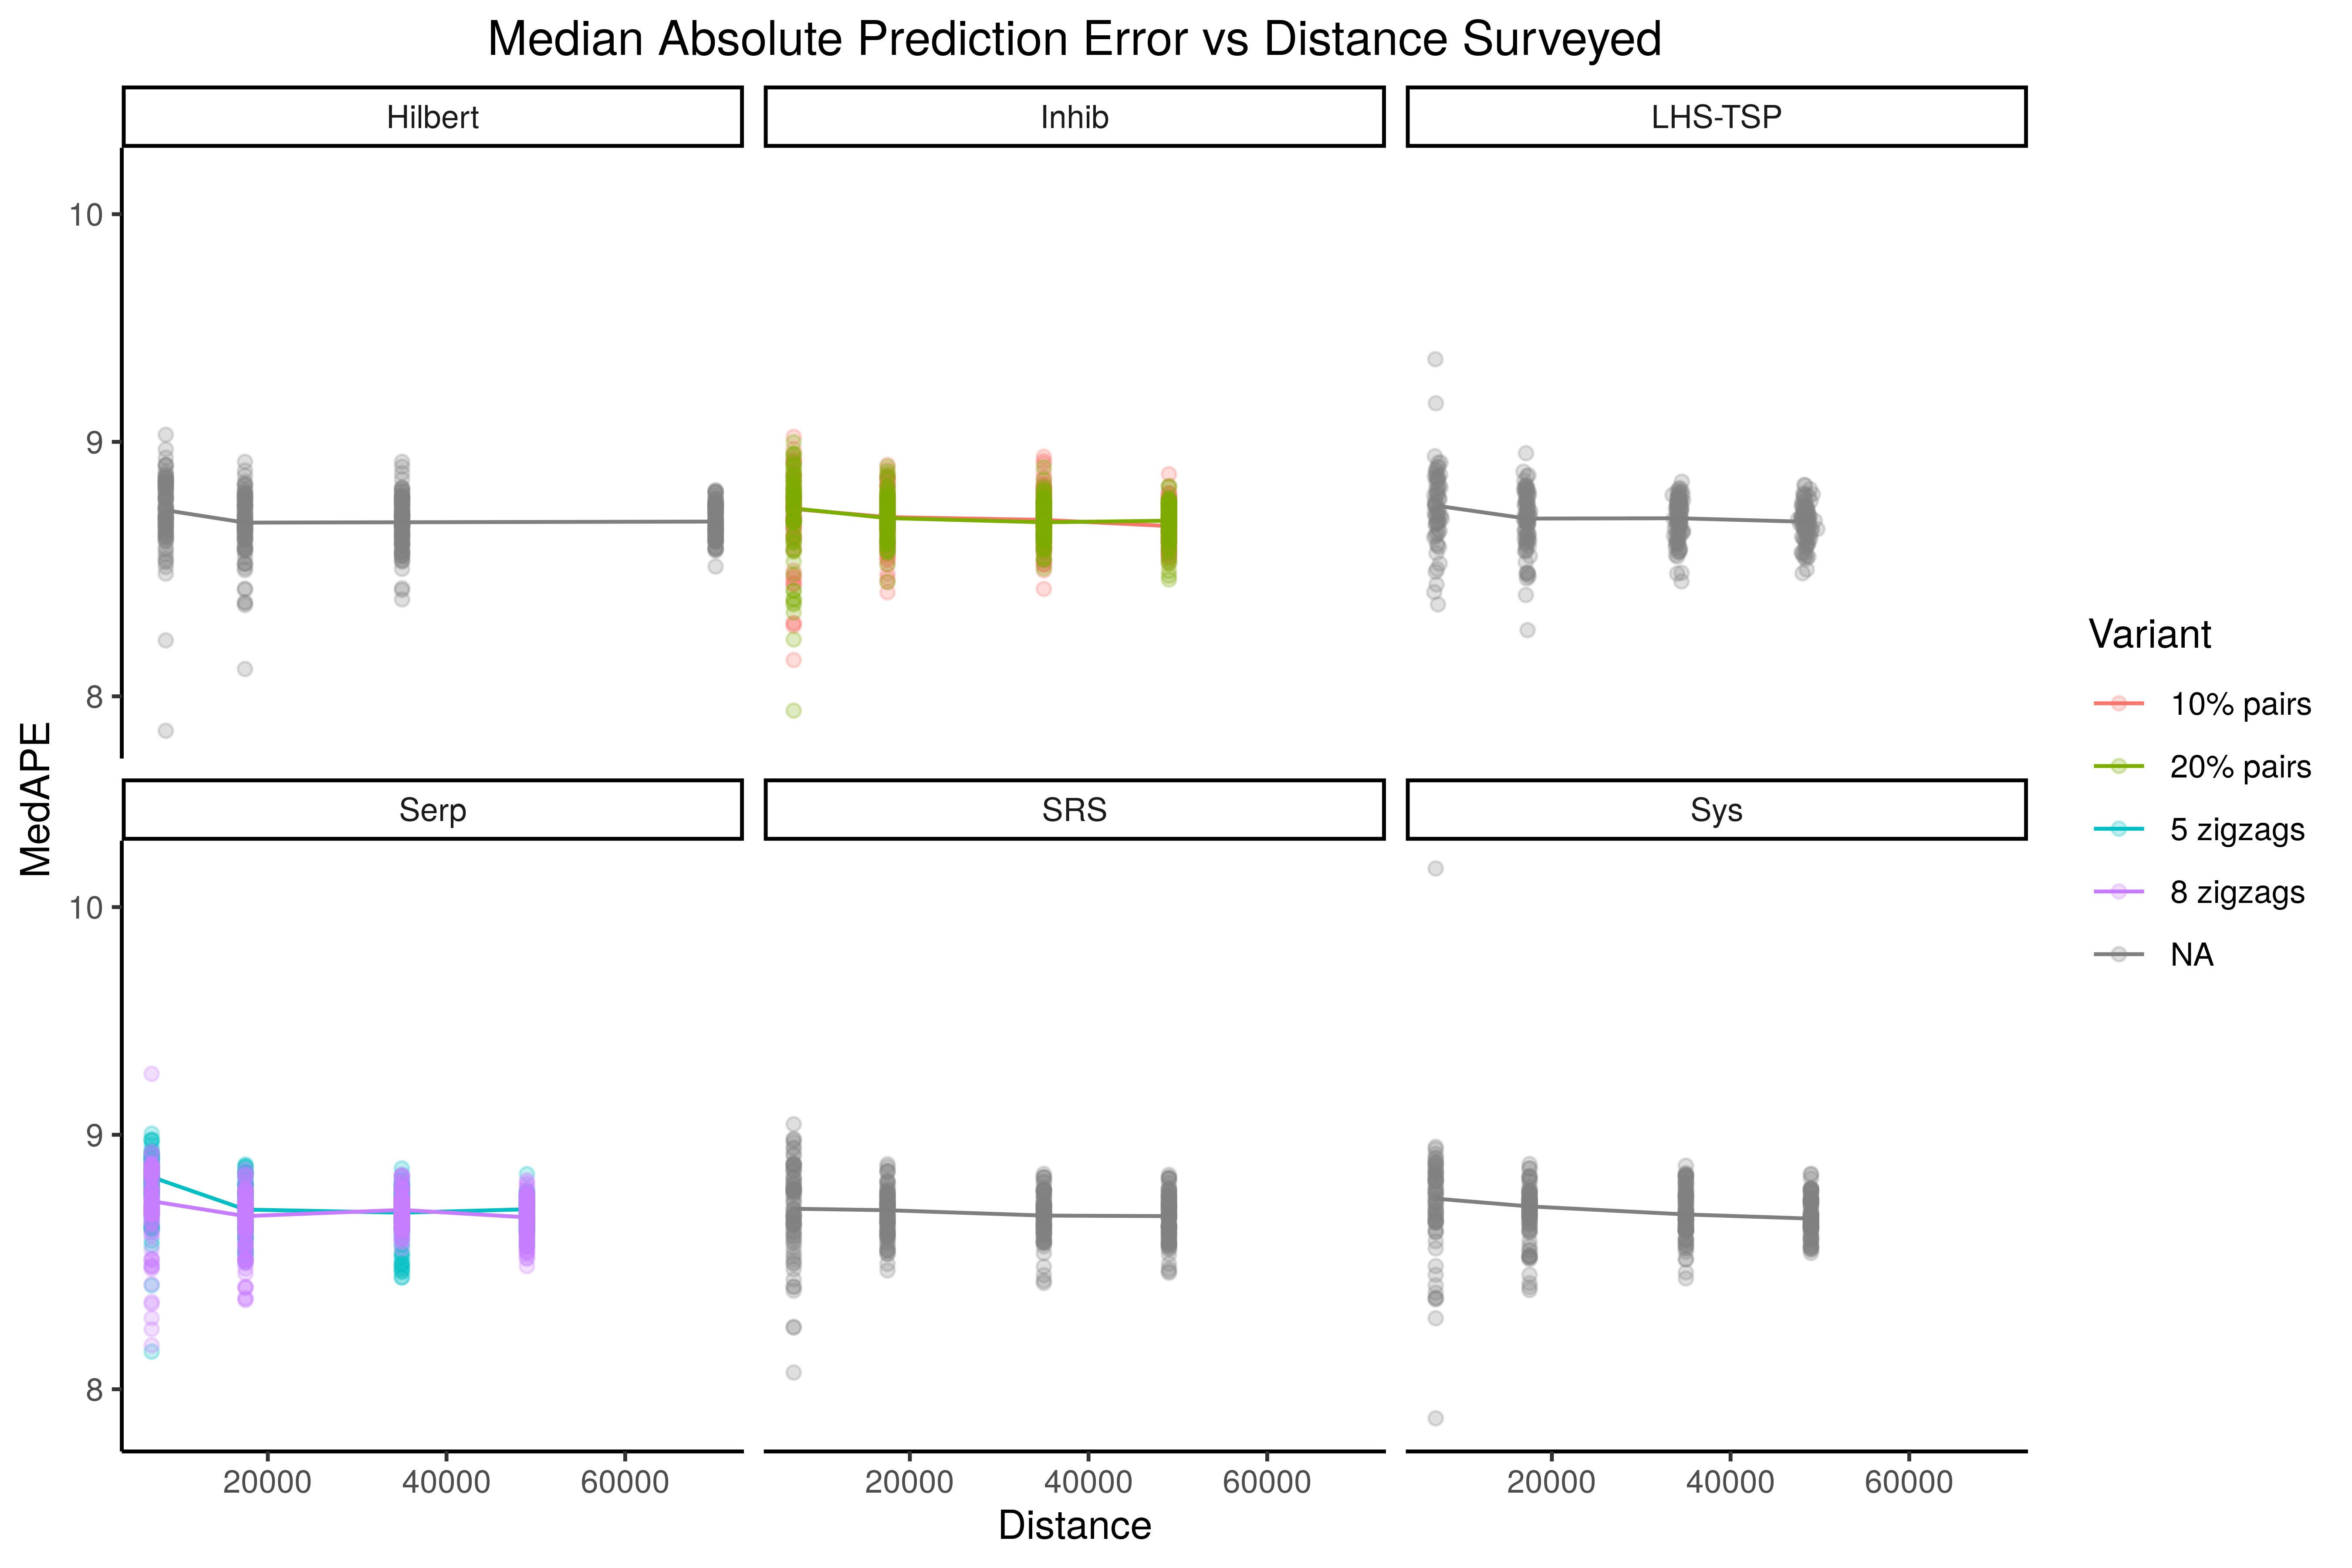 Median Absolute Prediction Error vs Distance Surveyed
Hilbert
Inhib
LHS-TSP
10
9
8
MedAPE
Serp
SRS
Sys
10
9
8
20000
40000
60000
20000
40000
60000
20000
40000
60000
Distance
Variant
10% pairs
20% pairs
5 zigzags
8 zigzags
NA